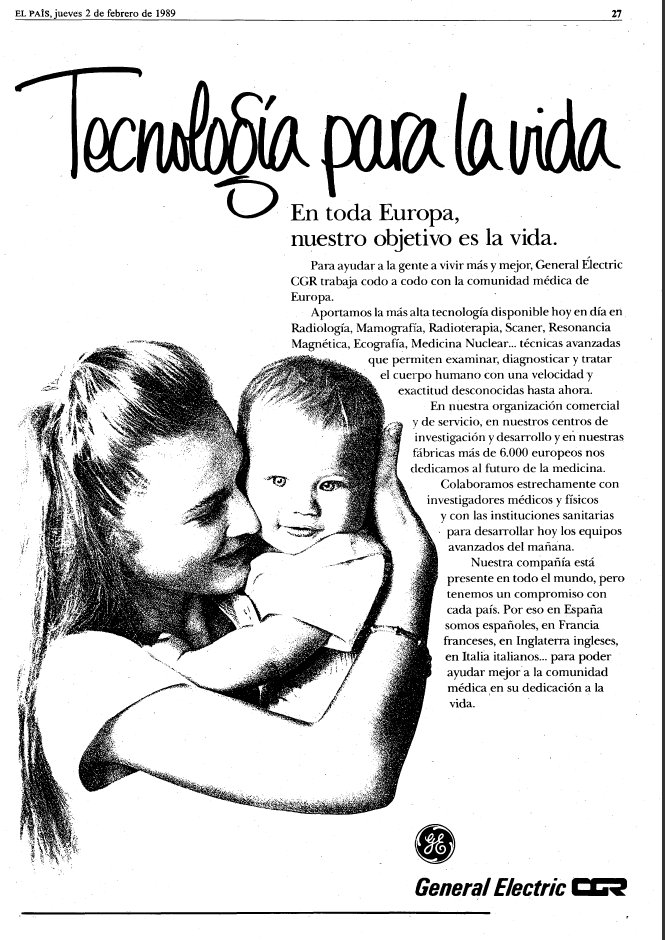 EL PAÍS, jueves 2 de febrero de 1989
27
Tecnología para la vida
En toda Europa,
nuestro objetivo es la vida.
Para ayudar a la gente a vivir más y mejor, General Électric
CGR trabaja codo a codo con la comunidad médica de
Europa.
Aportamos la más alta tecnología disponible hoy en día en
Radiología, Mamografía, Radioterapia, Scaner, Resonancia
Magnética, Ecografía, Medicina Nuclear... técnicas avanzadas
que permiten examinar, diagnosticar y tratar
el cuerpo humano con una velocidad y
exactitud desconocidas hasta ahora.
En nuestra organización comercial
y de servicio, en nuestros centros de
investigación y desarrollo y en nuestras
fábricas más de 6.000 europeos nos
dedicamos al futuro de la medicina.
Colaboramos estrechamente con
investigadores médicos y físicos
y con las instituciones sanitarias
para desarrollar hoy los equipos
avanzados del mañana.
Nuestra compañía está
presente en todo el mundo, pero
tenemos un compromiso con
cada país. Por eso en España
somos españoles, en Francia
franceses, en Inglaterra ingleses,
en Italia italianos... para poder
ayudar mejor a la comunidad
médica en su dedicación a la
vida.
GE
General Electric CGR